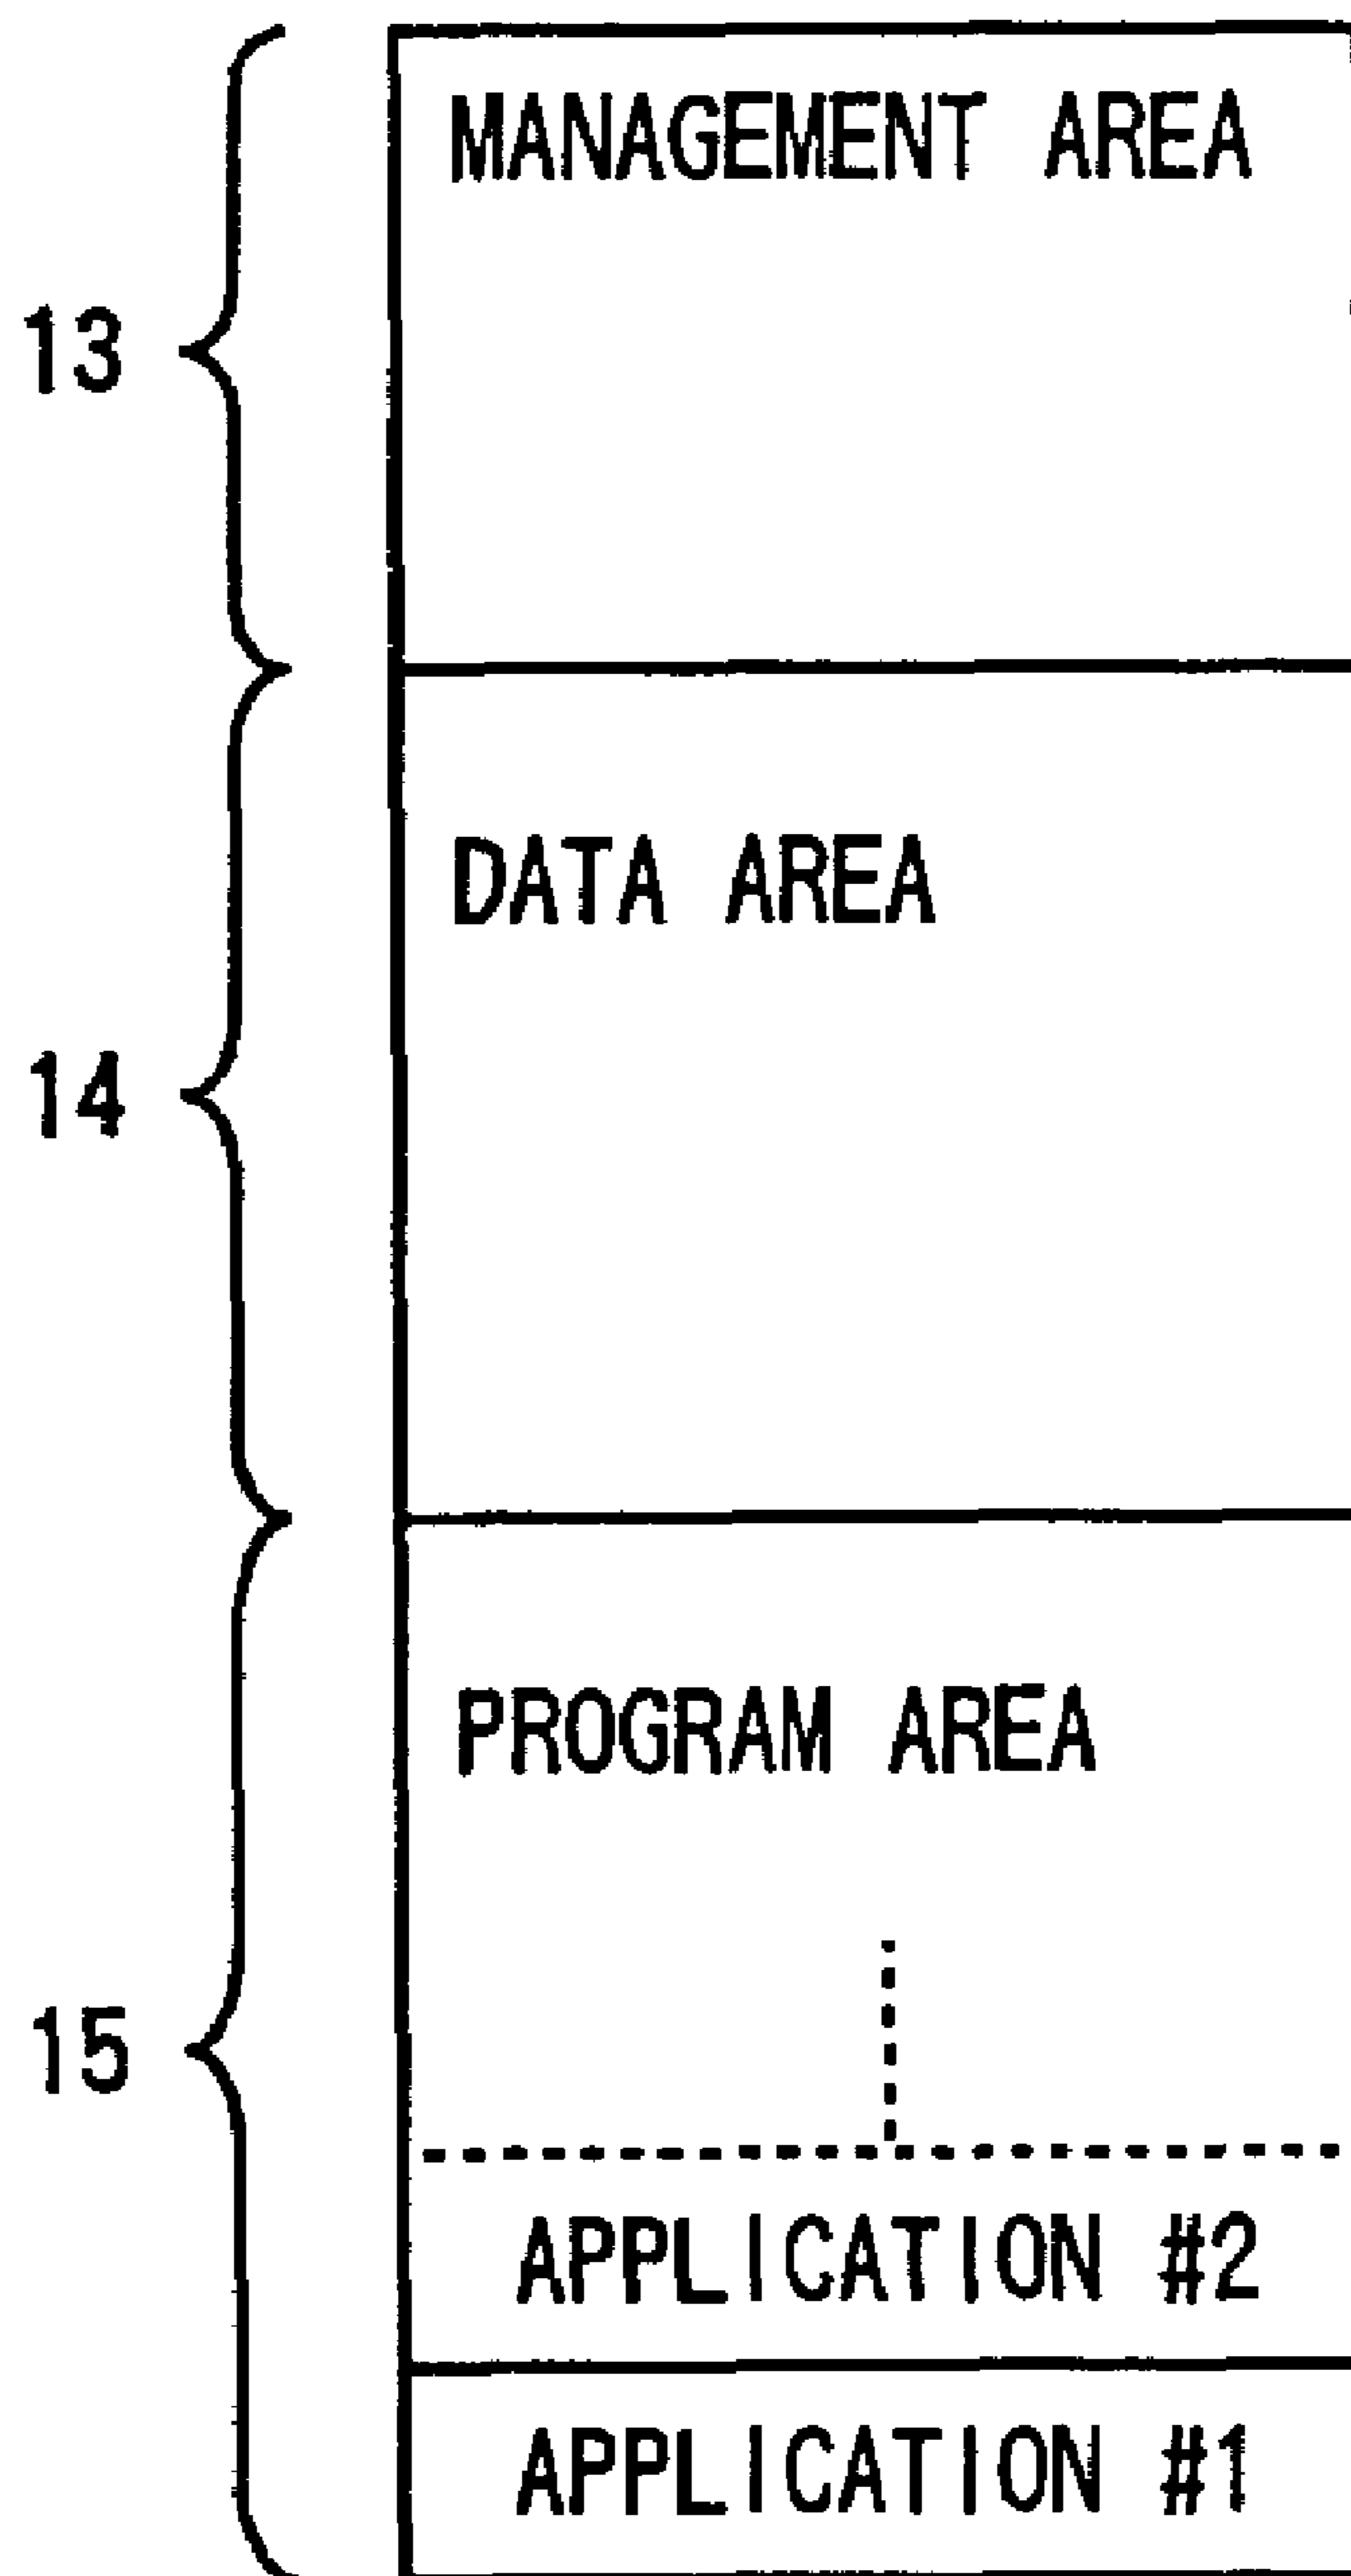 MANAGEMENT AREA
13
DATA AREA
14
PROGRAM AREA
15
APPLICATION #2
APPLICATION #1